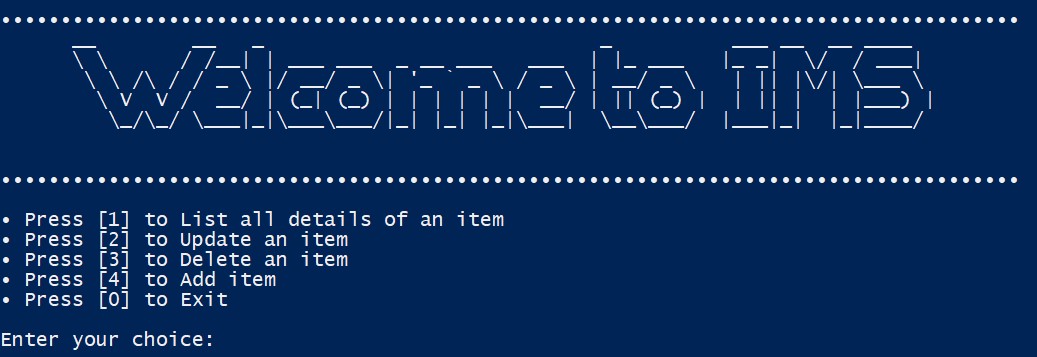 Welcome to IMS
• Press [1] to List all details of an item
• Press [2] to Update an item
• Press [3] to Delete an item
• Press [4] to Add item
• Press [0] to Exit
Enter your choice: